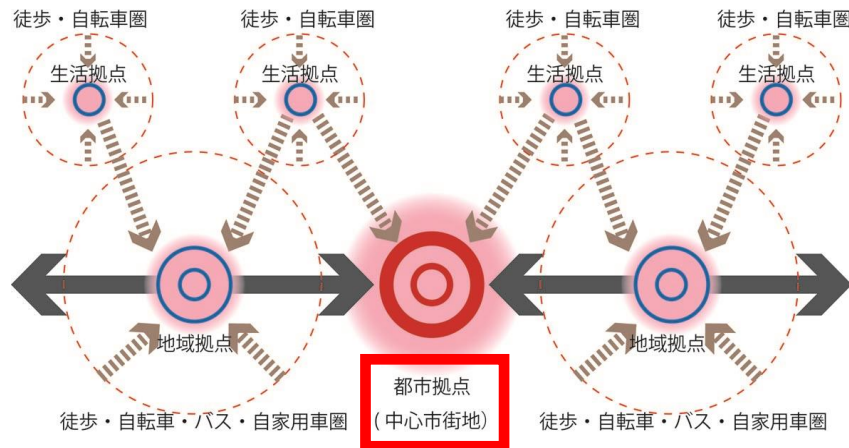 徒歩・自転車圏
徒歩・自転車圏
徒歩・自転車圏
徒歩・自転車圏
生活拠点
生活拠点
生活拠点
生活拠点
地域拠点
地域拠点
都市拠点
(中心市街地)
徒歩・自転車・バス・自家用車圏
徒歩・自転車・バス・自家用車圏